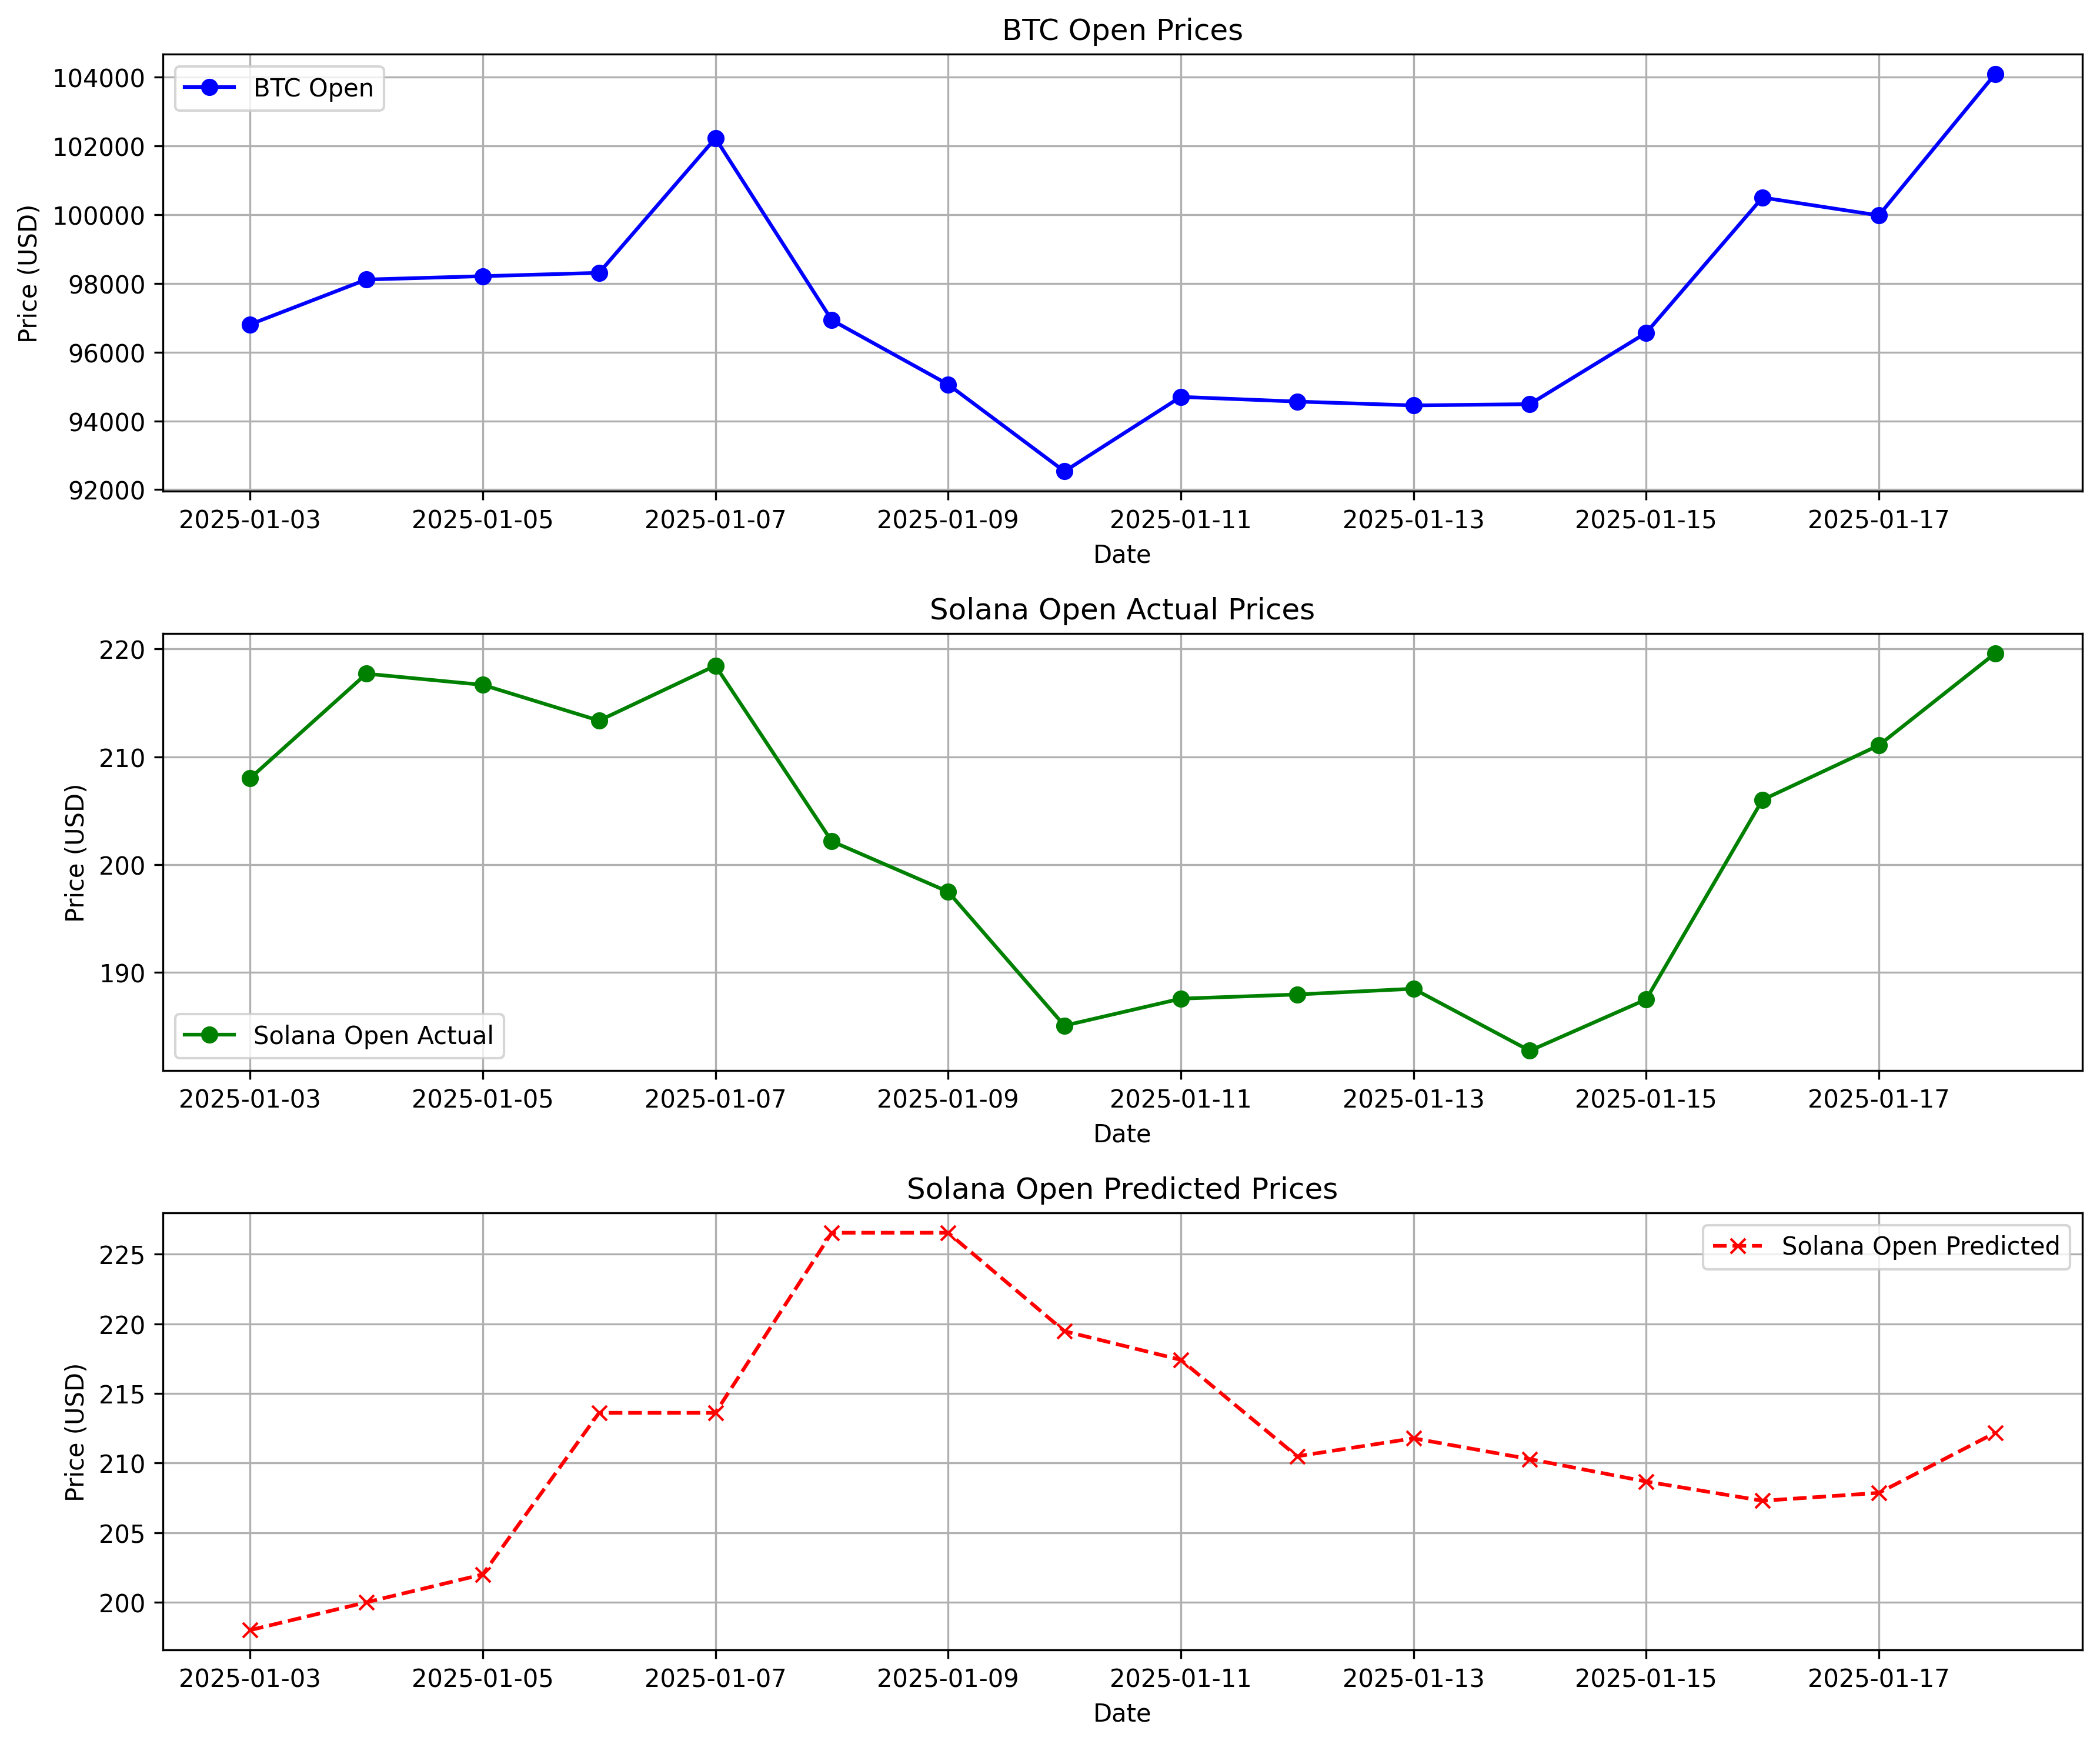 BTC Open Prices
BTC Open
104000
102000
100000
98000
96000
94000
92000
Price (USD)
2025-01-03 2025-01-05 2025-01-07 2025-01-09 2025-01-11 2025-01-13 2025-01-15 2025-01-17
Date
Solana Open Actual Prices
220
210
200
190
Price (USD)
Solana Open Actual
2025-01-03 2025-01-05 2025-01-07 2025-01-09 2025-01-11 2025-01-13 2025-01-15 2025-01-17
Date
Solana Open Predicted Prices
Solana Open Predicted
225
220
215
210
205
200
Price (USD)
2025-01-03 2025-01-05 2025-01-07 2025-01-09 2025-01-11 2025-01-13 2025-01-15 2025-01-17
Date